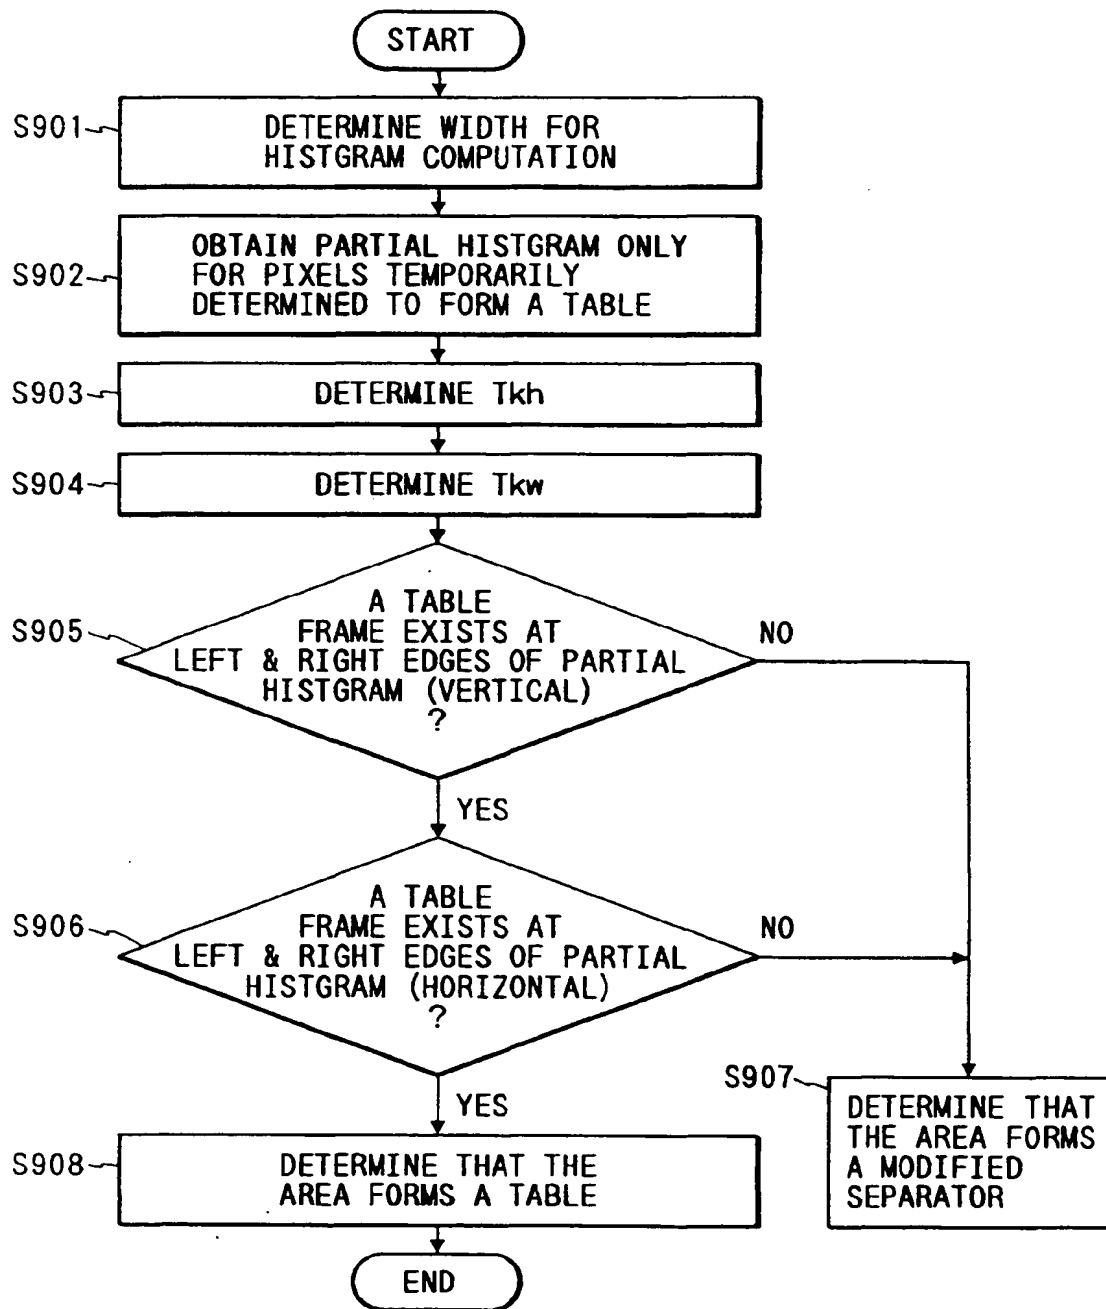 START
S901
DETERMINE WIDTH FOR
HISTGRAM COMPUTATION
S902
OBTAIN PARTIAL HISTGRAM ONLY
FOR PIXELS TEMPORARILY
DETERMINED TO FORM A TABLE
S903
DETERMINE Tkh
S904
DETERMINE Tkw
S905
A TABLE
FRAME EXISTS AT
LEFT & RIGHT EDGES OF PARTIAL
HISTGRAM (VERTICAL)
?
NO
YES
S906
A TABLE
FRAME EXISTS AT
LEFT & RIGHT EDGES OF PARTIAL
HISTGRAM (HORIZONTAL)
?
NO
YES
S907
DETERMINE THAT
THE AREA FORMS
A MODIFIED
SEPARATOR
S908
DETERMINE THAT THE
AREA FORMS A TABLE
END